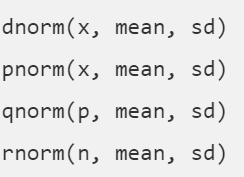 dnorm(x, mean, sd)
pnorm(x, mean, sd)
qnorm(p, mean, sd)
rnorm(n, mean, sd)